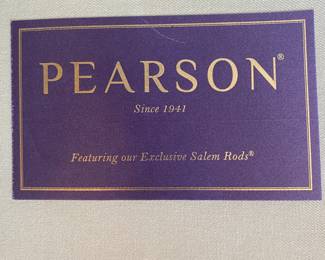 PEARSON®
Since 1941
Featuring our Exclusive Salem Rods®